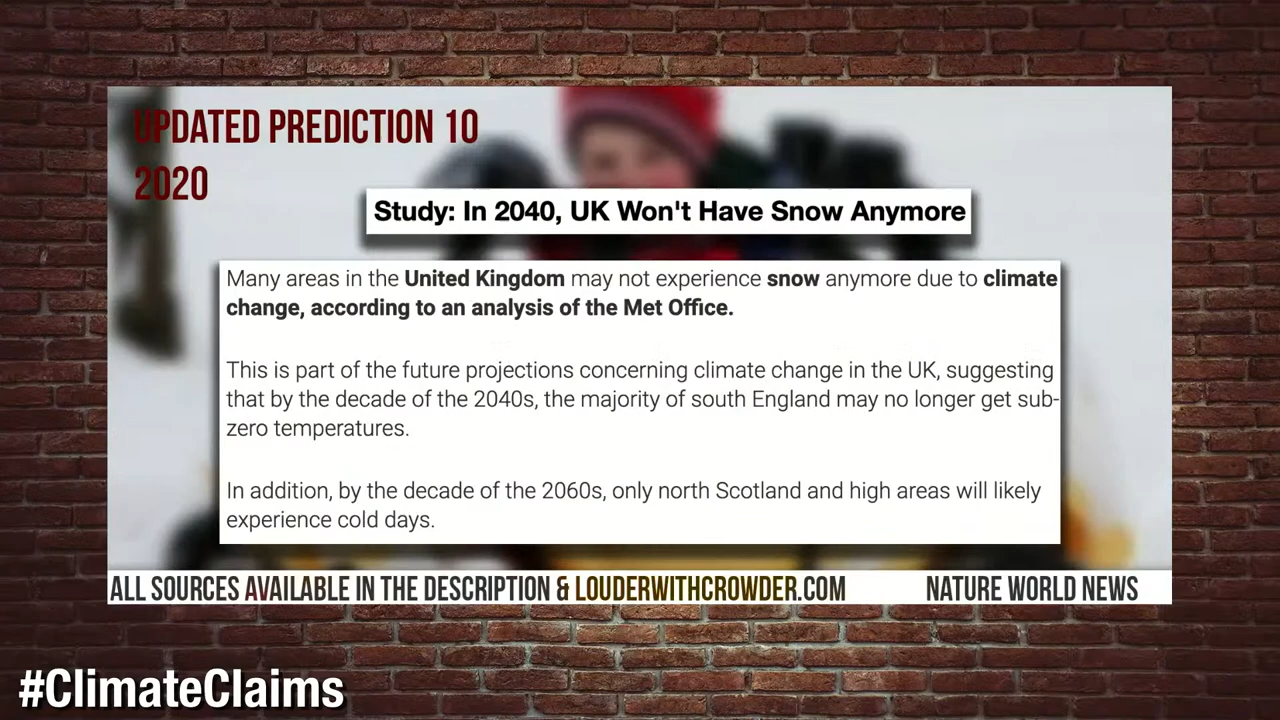 UPDATED PREDICTION 10
2020
Study: In 2040, UK Won't Have Snow Anymore
Many areas in the United Kingdom may not experience snow anymore due to climate
change, according to an analysis of the Met Office.
This is part of the future projections concerning climate change in the UK, suggesting
that by the decade of the 2040s, the majority of south England may no longer get sub-
zero temperatures.
In addition, by the decade of the 2060s, only north Scotland and high areas will likely
experience cold days.
ALL SOURCES AVAILABLE IN THE DESCRIPTION & LOUDERWITHCROWDER.COM NATURE WORLD NEWS
#ClimateClaims